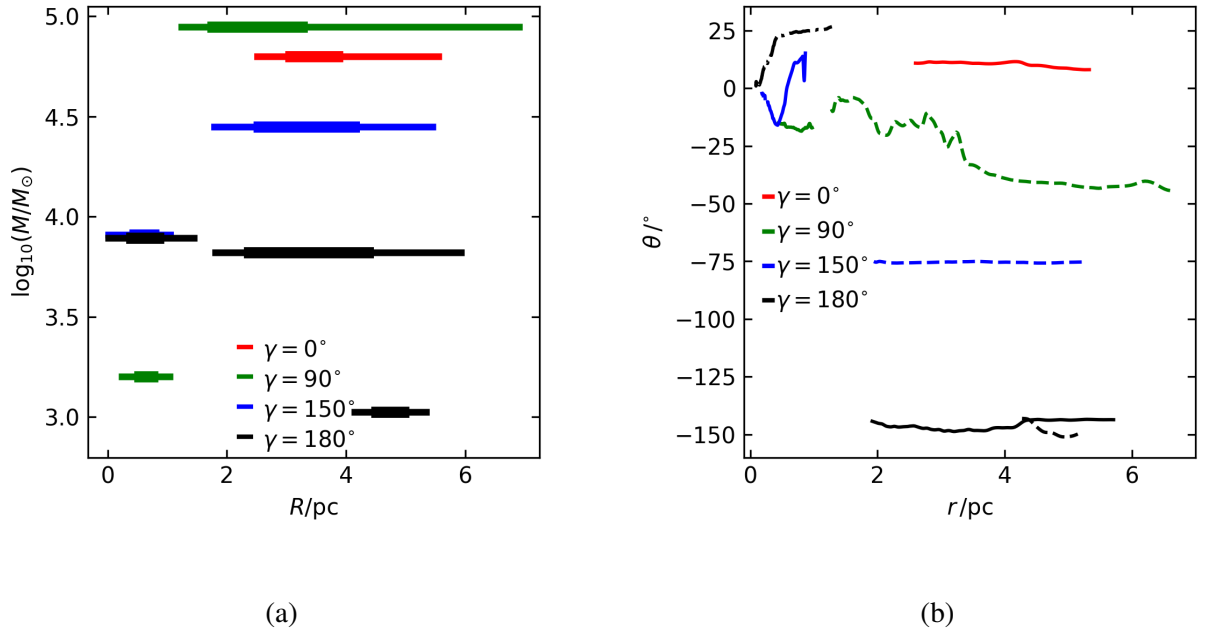 5.0
4.5
4.0
3.5
3.0
log₁₀(M/M⊙)
γ = 0°
γ = 90°
γ = 150°
γ = 180°
0 2 4 6
R/pc
(a)
25
0
−25
−50
−75
−100
−125
−150
θ/°
γ = 0°
γ = 90°
γ = 150°
γ = 180°
0 2 4 6
r/pc
(b)